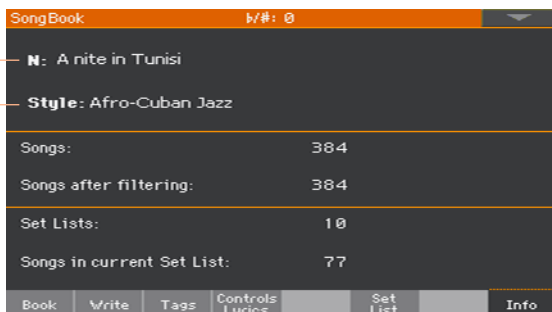 SongBook ♭/#: 0
N: A nite in Tunisi
Style: Afro-Cuban Jazz
Songs: 384
Songs after filtering: 384
Set Lists: 10
Songs in current Set List: 77
Book Write Tags Controls Lyrics Set List Info